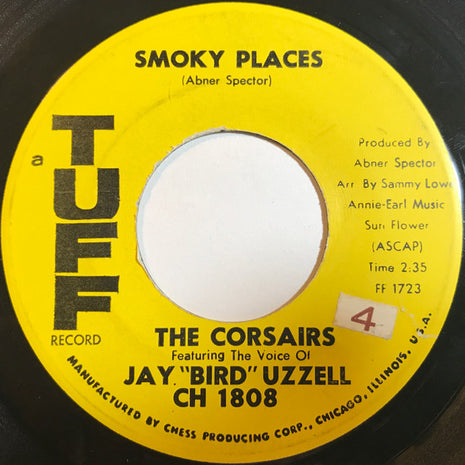 SMOKY PLACES
(Abner Spector)
a
TUFF
RECORD
Produced By
Abner Spector
Arr By Sammy Lowe
Annie-Earl Music
Sun Flower
(ASCAP)
Time 2:35
FF 1723
4
THE CORSAIRS
Featuring The Voice Of
JAY "BIRD" UZZELL
CH 1808
MANUFACTURED BY CHESS PRODUCING CORP., CHICAGO, ILLINOIS, U.S.A.